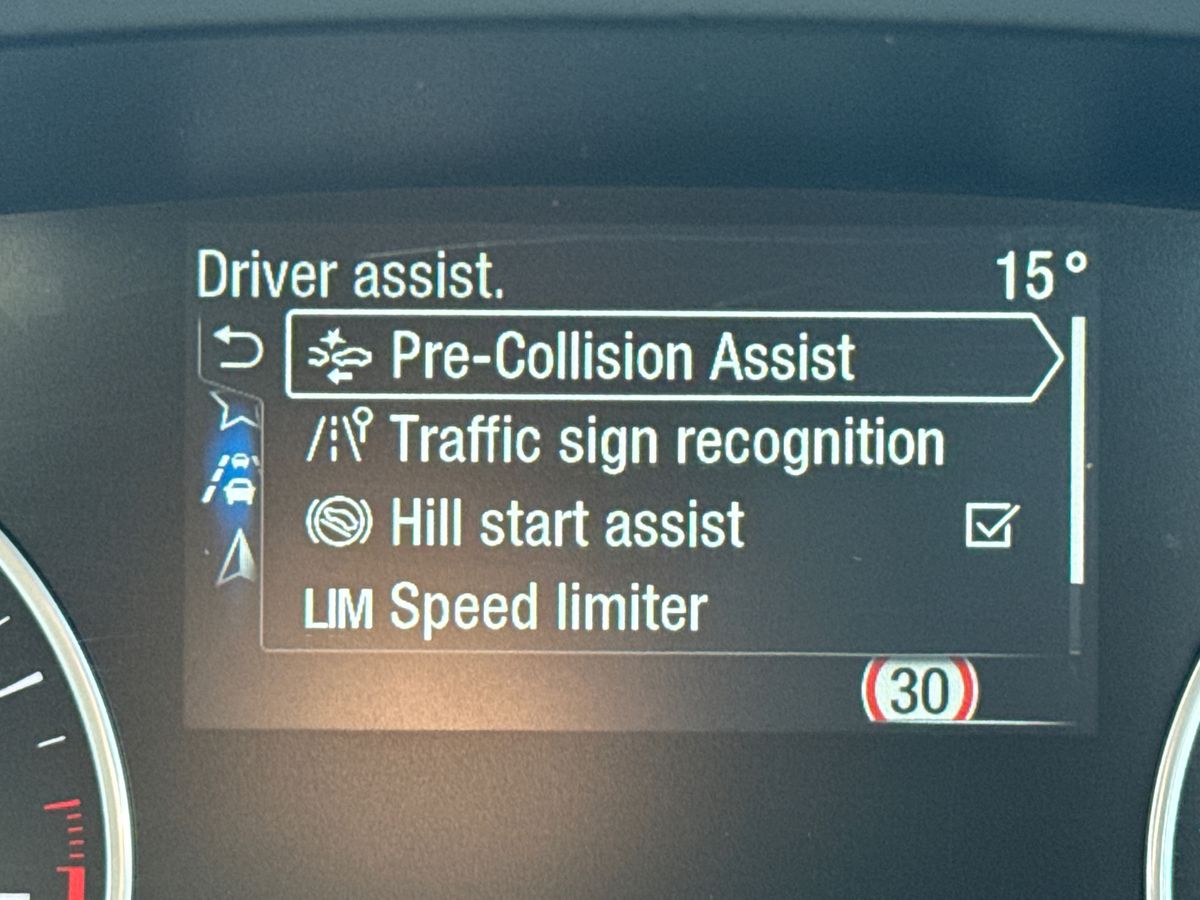 Driver assist. 15°
Pre-Collision Assist
Traffic sign recognition
Hill start assist
LIM Speed limiter
30